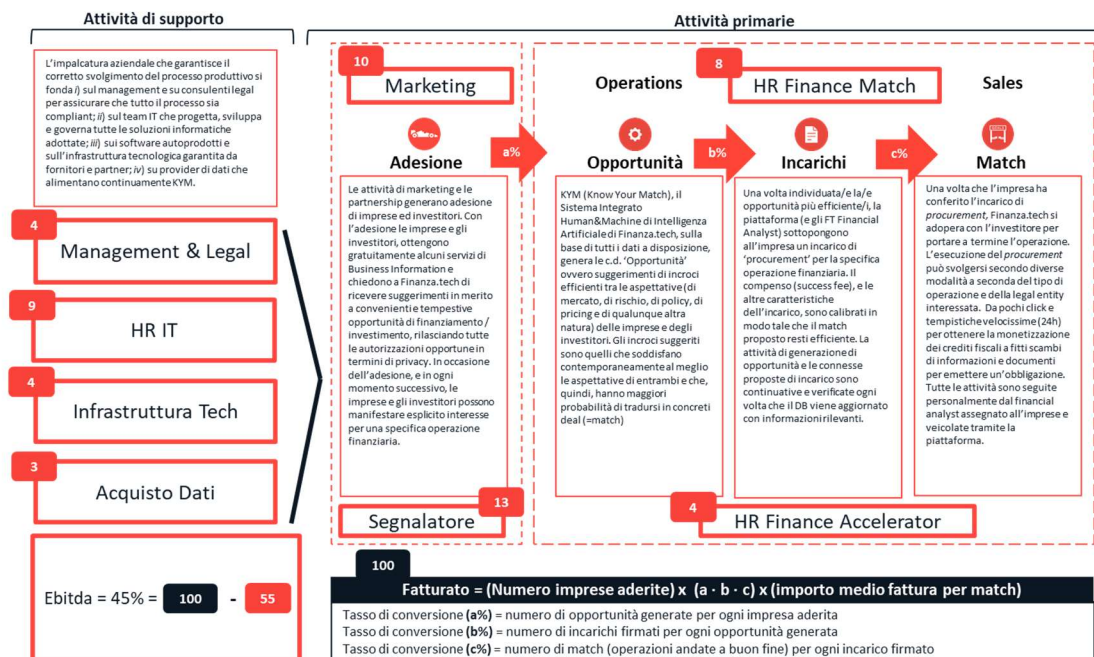 Attività di supporto
L'impalcatura aziendale che garantisce il
corretto svolgimento del processo produttivo si
fonda i) sul management e su consulenti legal
per assicurare che tutto il processo sia
compliant; ii) sul team IT che progetta, sviluppa
e governa tutte le soluzioni informatiche
adottate; iii) sui software autoprodotti e
sull'infrastruttura tecnologica garantita da
fornitori e partner; iv) su provider di dati che
alimentano continuamente KYM.
4
Management & Legal
9
HR IT
4
Infrastruttura Tech
3
Acquisto Dati
Ebitda = 45% = 100 - 55
Attività primarie
10
Marketing
Operations
8
HR Finance Match
Sales
Adesione
a%
Opportunità
b%
Incarichi
c%
Match
Le attività di marketing e le
partnership generano adesione
di imprese ed investitori. Con
l'adesione le imprese e gli
investitori, ottengono
gratuitamente alcuni servizi di
Business Information e
chiedono a Finanza.tech di
ricevere suggerimenti in merito
a convenienti e tempestive
opportunità di finanziamento /
investimento, rilasciando tutte
le autorizzazioni opportune in
termini di privacy. In occasione
dell'adesione, e in ogni
momento successivo, le
imprese e gli investitori possono
manifestare esplicito interesse
per una specifica operazione
finanziaria.
KYM (Know Your Match), il
Sistema Integrato
Human&Machine di Intelligenza
Artificiale di Finanza.tech, sulla
base di tutti i dati a disposizione,
genera le c.d. 'Opportunità'
ovvero suggerimenti di incroci
efficienti tra le aspettative (di
mercato, di rischio, di policy, di
pricing e di qualunque altra
natura) delle imprese e degli
investitori. Gli incroci suggeriti
sono quelli che soddisfano
contemporaneamente al meglio
le aspettative di entrambi e che,
quindi, hanno maggiori
probabilità di tradursi in concreti
deal (=match)
Una volta individuata/e la/e
opportunità più efficiente/i, la
piattaforma (e gli FT Financial
Analyst) sottopongono
all'impresa un incarico di
'procurement' per la specifica
operazione finanziaria. Il
compenso (success fee), e le
altre caratteristiche
dell'incarico, sono calibrati in
modo tale che il match
proposto resti efficiente. La
attività di generazione di
opportunità e le connesse
proposte di incarico sono
continuative e verificate ogni
volta che il DB viene aggiornato
con informazioni rilevanti.
Una volta che l'impresa ha
conferito l'incarico di
procurement, Finanza.tech si
adopera con l'investitore per
portare a termine l'operazione.
L'esecuzione del procurement
può svolgersi secondo diverse
modalità a seconda del tipo di
operazione e della legal entity
interessata. Da pochi click e
tempistiche velocissime (24h)
per ottenere la monetizzazione
dei crediti fiscali a fitti scambi
di informazioni e documenti
per emettere un'obbligazione.
Tutte le attività sono seguite
personalmente dal financial
analyst assegnato all'imprese e
veicolate tramite la
piattaforma.
13
Segnalatore
4
HR Finance Accelerator
100
Fatturato = (Numero imprese aderite) x (a · b · c) x (importo medio fattura per match)
Tasso di conversione (a%) = numero di opportunità generate per ogni impresa aderita
Tasso di conversione (b%) = numero di incarichi firmati per ogni opportunità generata
Tasso di conversione (c%) = numero di match (operazioni andate a buon fine) per ogni incarico firmato